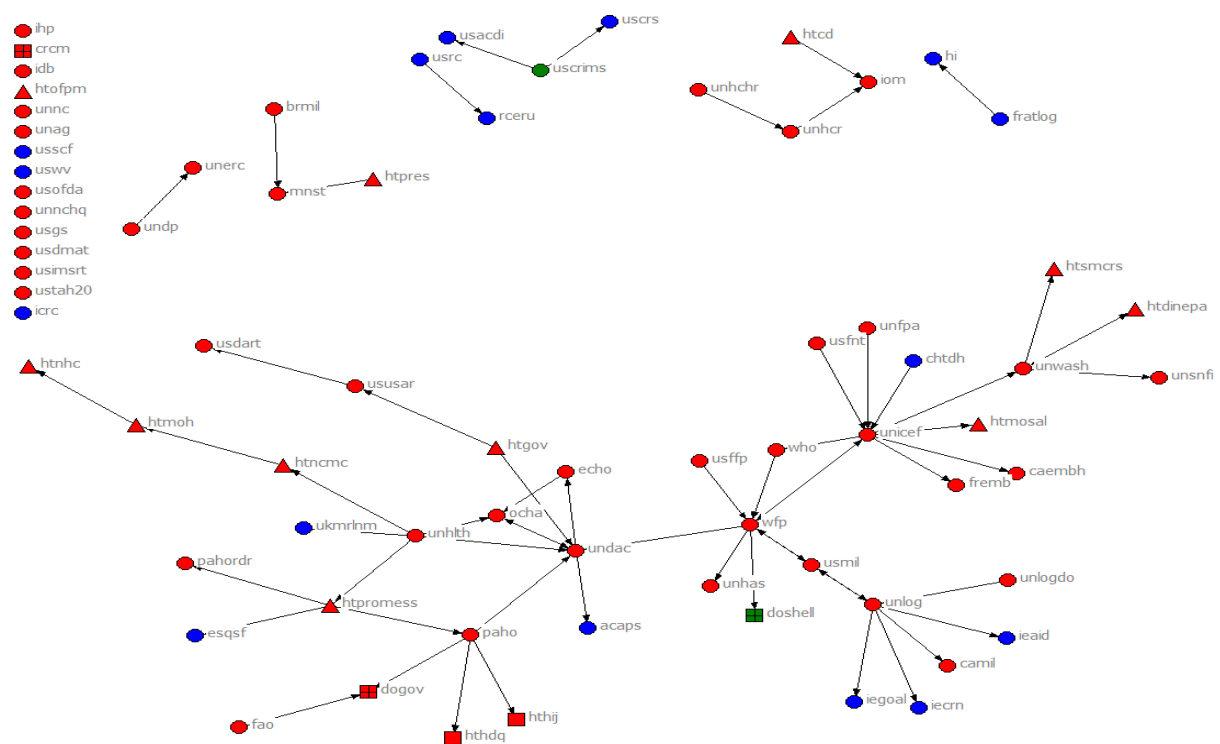 ihp
crcm
idb
htofpm
unnc
unag
usscf
uswv
usofda
unnchq
usgs
usdmat
usimsrt
ustah20
icrc
usacdi
uscrs
usrc
uscrims
rceru
htcd
hi
iom
unhchr
fratlog
unhcr
brmil
unerc
mnst
htpres
undp
htsmcrs
htdinepa
usdart
unfpa
usfnt
chtdh
unwash
unsnfi
htnhc
ususar
htmoh
htmosal
unicef
htgov
who
usffp
htncmc
echo
caembh
fremb
ocha
wfp
ukmrlnm
unhlth
undac
pahordr
usmil
unlogdo
unhas
htpromess
unlog
doshell
acaps
esqsf
paho
ieaid
camil
dogov
iegoal
iecrn
hthij
fao
hthdq